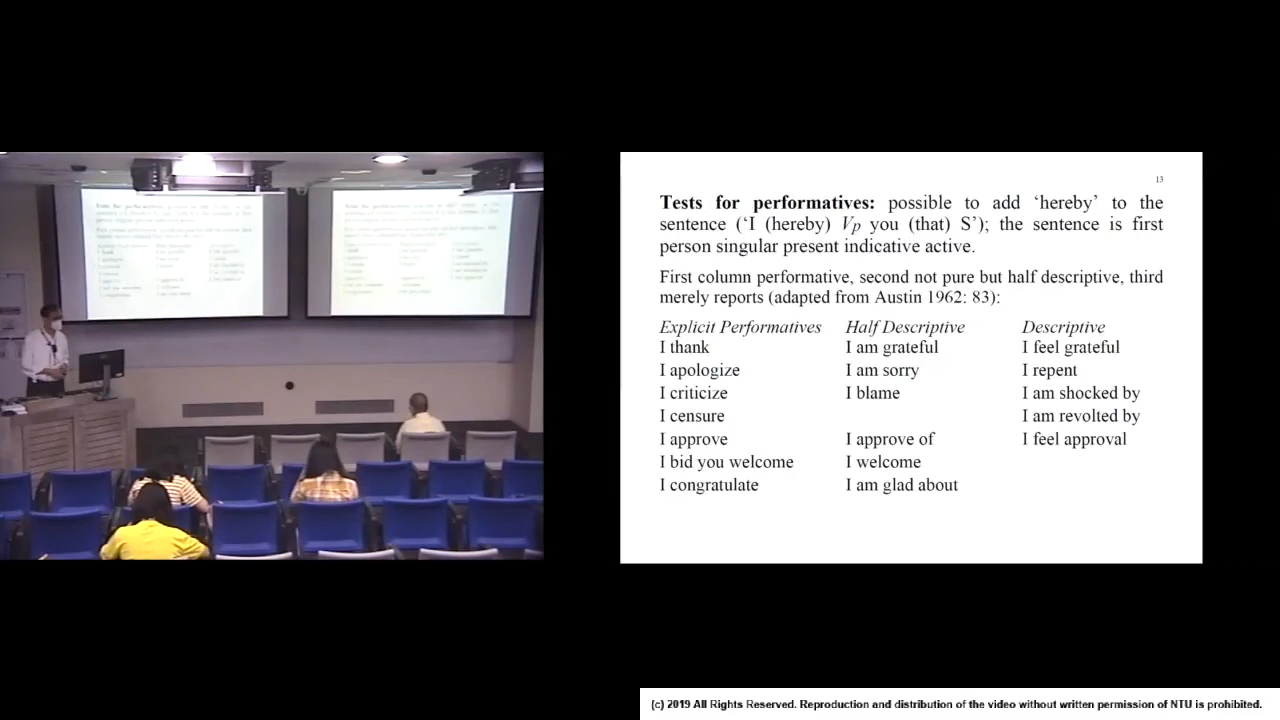 13
Tests for performatives: possible to add ‘hereby’ to the
sentence (‘I (hereby) Vp you (that) S’); the sentence is first
person singular present indicative active.
First column performative, second not pure but half descriptive, third
merely reports (adapted from Austin 1962: 83):
Explicit Performatives Half Descriptive Descriptive
I thank I am grateful I feel grateful
I apologize I am sorry I repent
I criticize I blame I am shocked by
I censure I am revolted by
I approve I approve of I feel approval
I bid you welcome I welcome
I congratulate I am glad about
(c) 2019 All Rights Reserved. Reproduction and distribution of the video without written permission of NTU is prohibited.